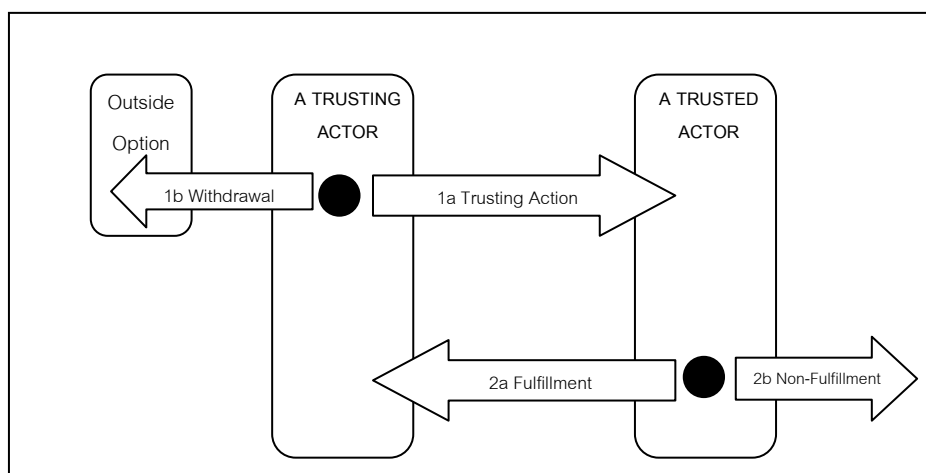 Outside
Option
A TRUSTING
ACTOR
A TRUSTED
ACTOR
1b Withdrawal
1a Trusting Action
2a Fulfillment
2b Non-Fulfillment